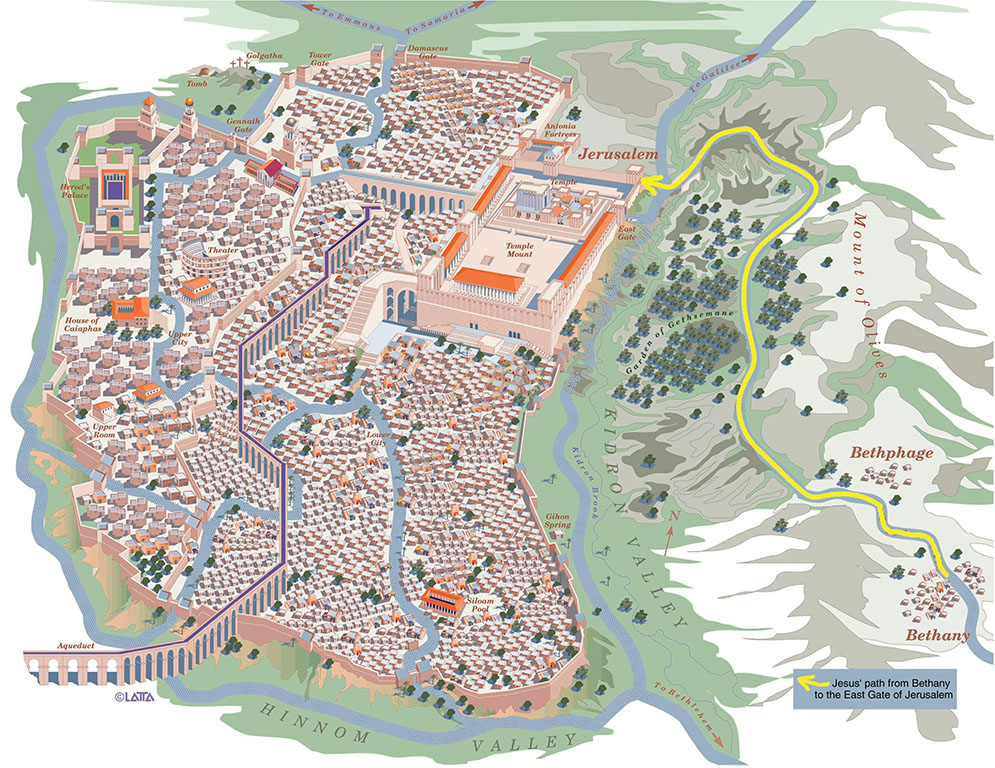 To Emmaus
To Samaria
Golgatha
Tower
Gate
Damascus
Gate
Tomb
To Galilee
Gennath
Gate
Antonia
Fortress
Jerusalem
Herod's
Palace
Temple
East
Gate
Theater
Temple
Mount
Mount of Olives
Garden of Gethsemane
House of
Caiaphas
Upper
City
Upper
Room
Lower
City
KIDRON VALLEY
Kidron Brook
Bethphage
Gihon
Spring
N
Siloam
Pool
Bethany
Aqueduct
©LATTA
To Bethlehem
Jesus' path from Bethany
to the East Gate of Jerusalem
HINNOM VALLEY